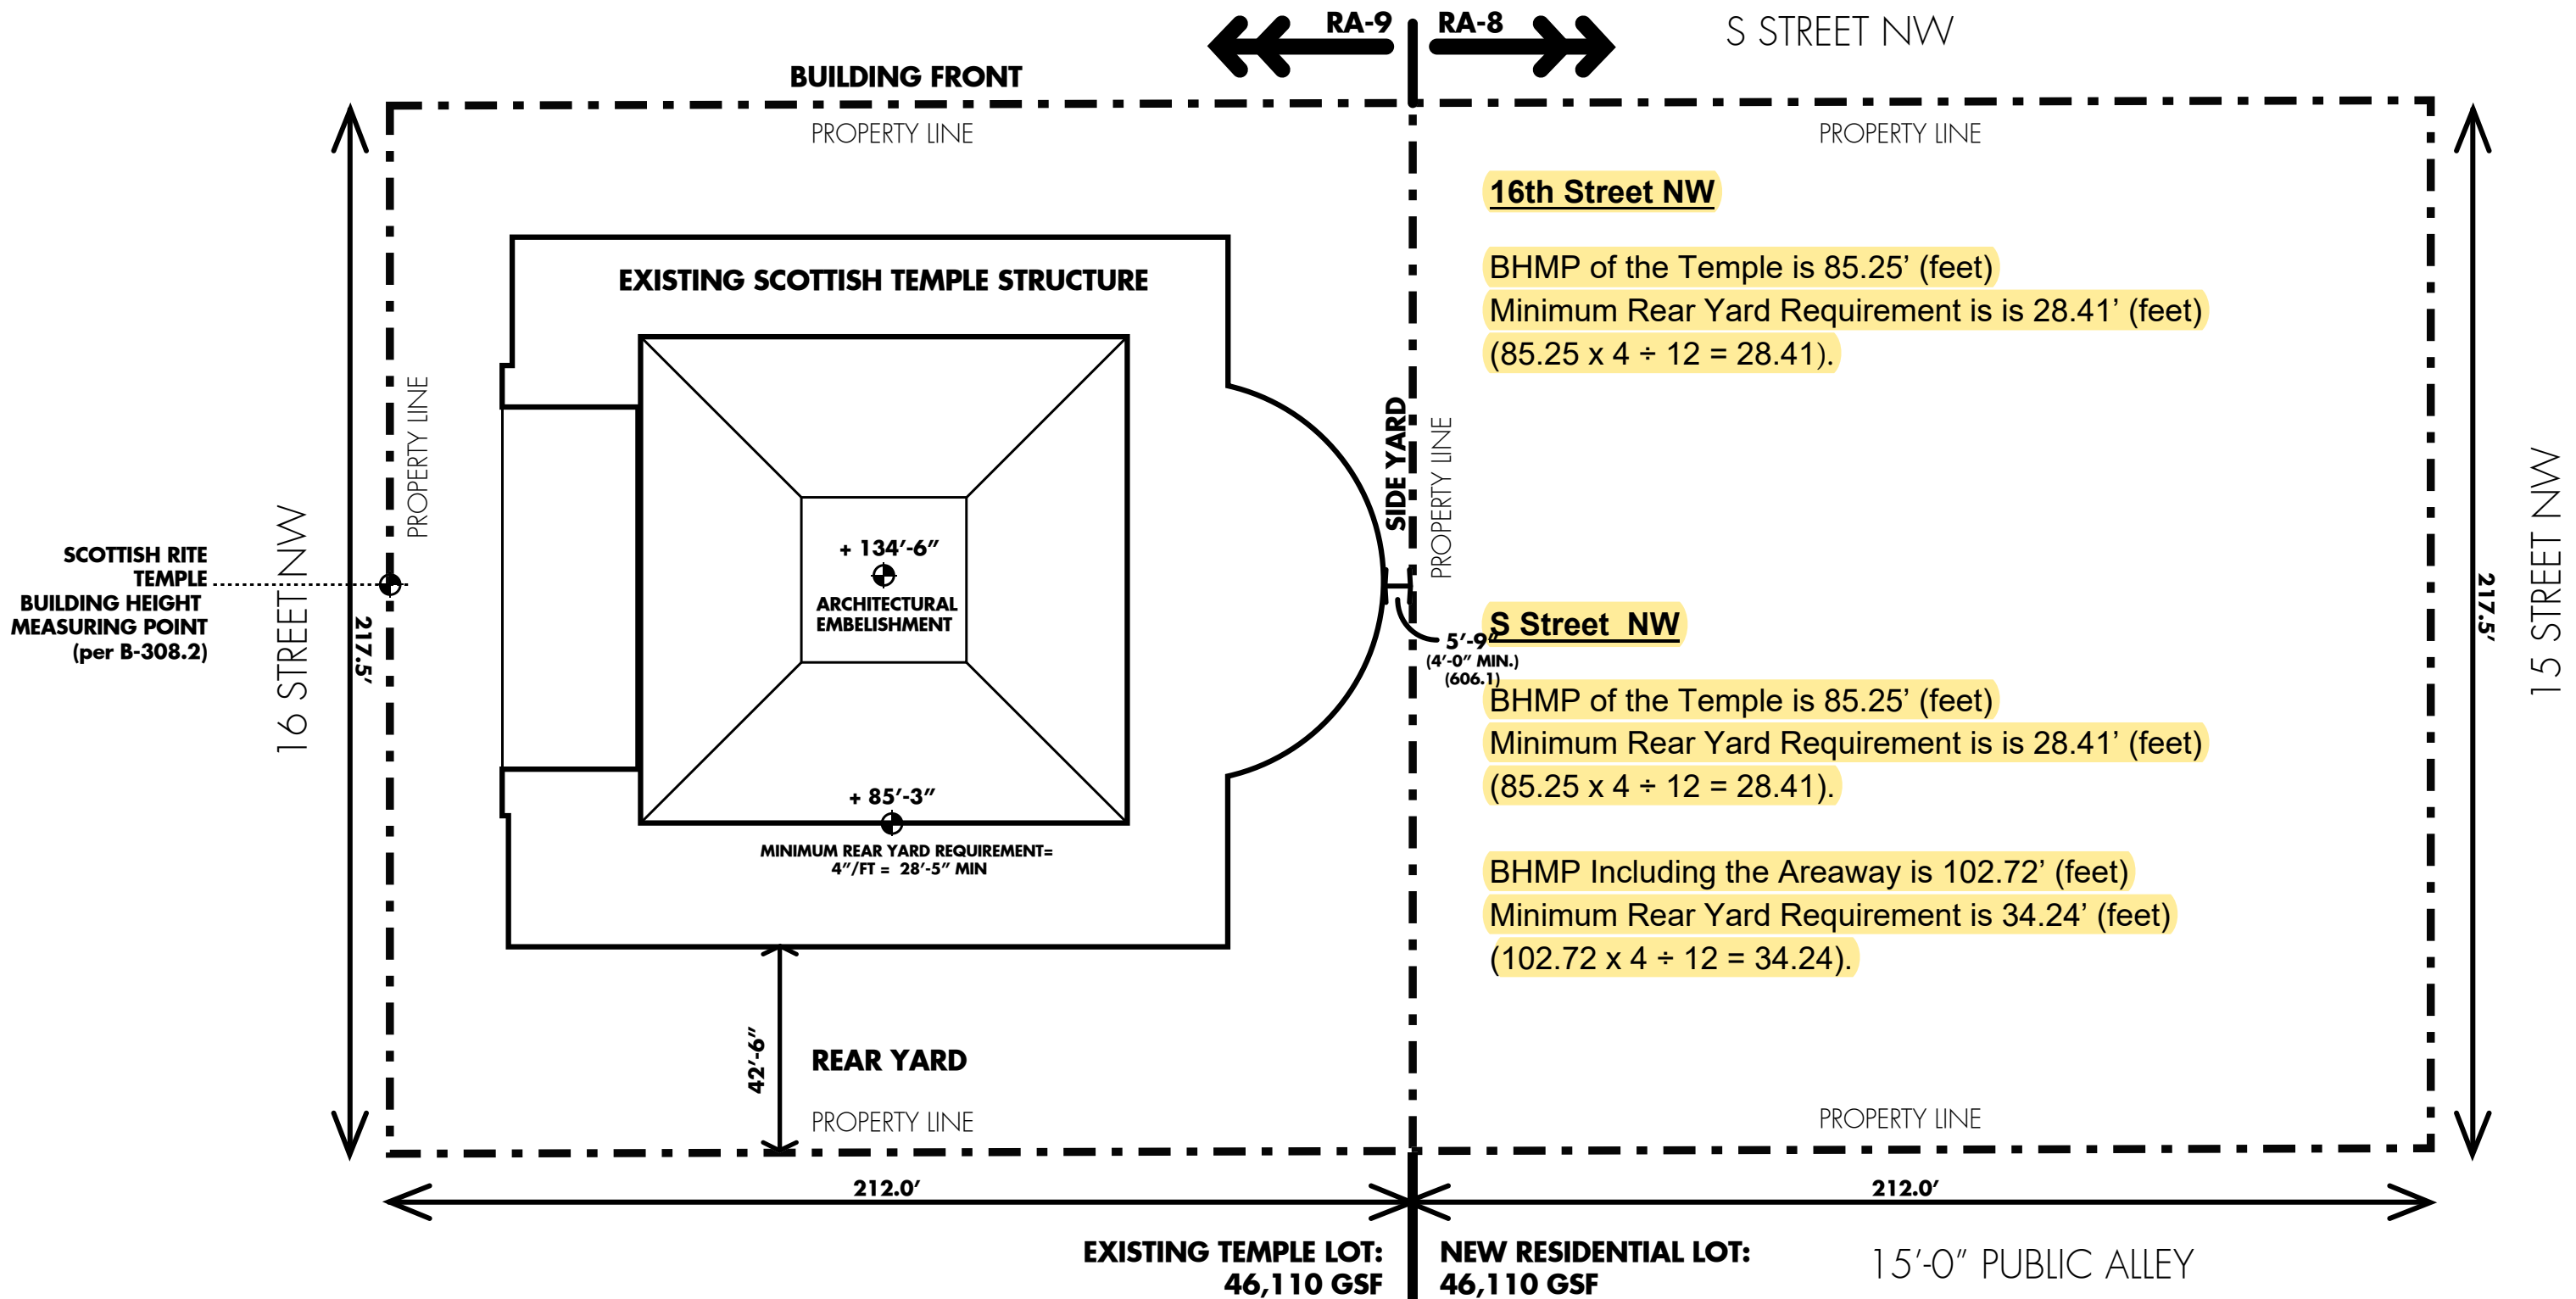 RA-9
RA-8
S STREET NW
BUILDING FRONT
PROPERTY LINE
PROPERTY LINE
16th Street NW
BHMP of the Temple is 85.25’ (feet)
Minimum Rear Yard Requirement is is 28.41’ (feet)
(85.25 x 4 ÷ 12 = 28.41).
EXISTING SCOTTISH TEMPLE STRUCTURE
PROPERTY LINE
SIDE YARD
PROPERTY LINE
16 STREET NW
217.5’
SCOTTISH RITE
TEMPLE
BUILDING HEIGHT
MEASURING POINT
(per B-308.2)
+ 134’-6”
ARCHITECTURAL
EMBELISHMENT
5’-9”
(4’-0” MIN.)
(606.1)
S Street  NW
BHMP of the Temple is 85.25’ (feet)
Minimum Rear Yard Requirement is is 28.41’ (feet)
(85.25 x 4 ÷ 12 = 28.41).
217.5’
15 STREET NW
+ 85’-3”
MINIMUM REAR YARD REQUIREMENT=
4”/FT =  28’-5” MIN
BHMP Including the Areaway is 102.72’ (feet)
Minimum Rear Yard Requirement is 34.24’ (feet)
(102.72 x 4 ÷ 12 = 34.24).
42’-6”
REAR YARD
PROPERTY LINE
PROPERTY LINE
212.0’
212.0’
EXISTING TEMPLE LOT:
46,110 GSF
NEW RESIDENTIAL LOT:
46,110 GSF
15’-0” PUBLIC ALLEY